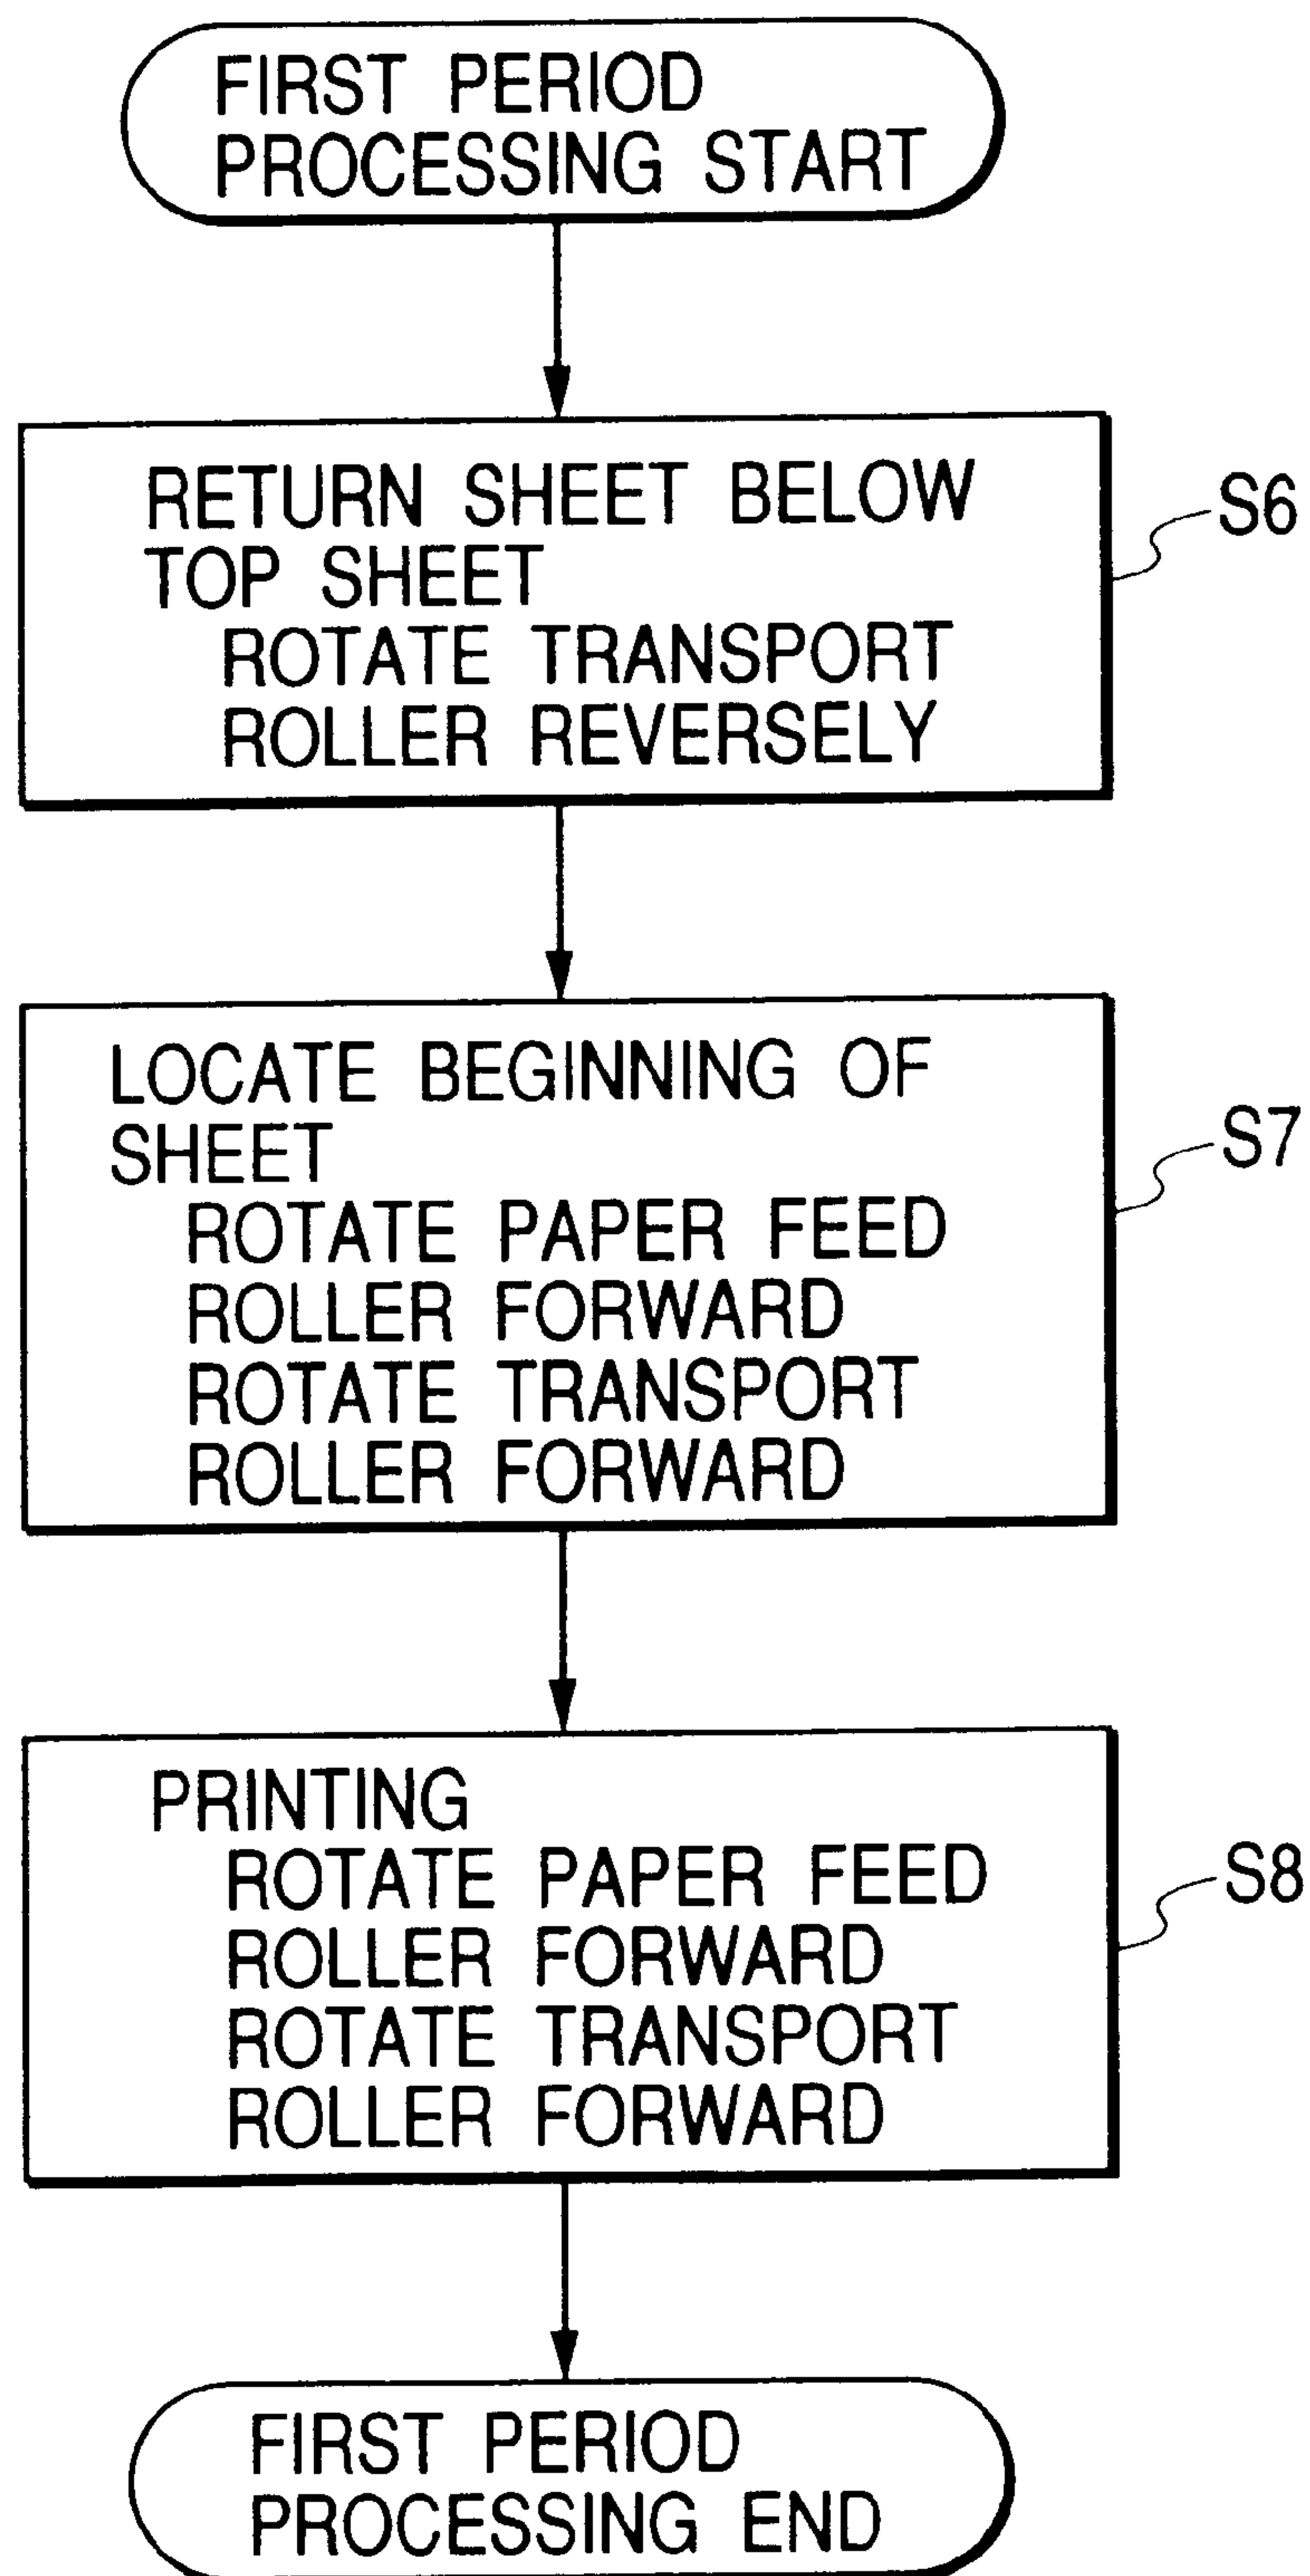 FIRST PERIOD
PROCESSING START
RETURN SHEET BELOW
TOP SHEET
ROTATE TRANSPORT
ROLLER REVERSELY
S6
LOCATE BEGINNING OF
SHEET
ROTATE PAPER FEED
ROLLER FORWARD
ROTATE TRANSPORT
ROLLER FORWARD
S7
PRINTING
ROTATE PAPER FEED
ROLLER FORWARD
ROTATE TRANSPORT
ROLLER FORWARD
S8
FIRST PERIOD
PROCESSING END